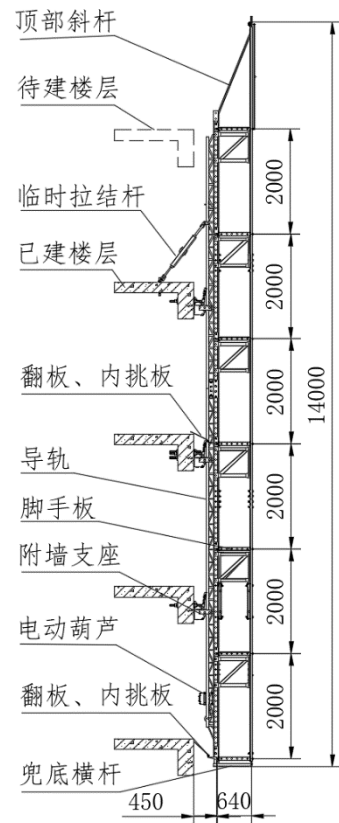 顶部斜杆
待建楼层
临时拉结杆
已建楼层
翻板、内挑板
导轨
脚手板
附墙支座
电动葫芦
翻板、内挑板
兜底横杆
2000
2000
2000
2000
2000
2000
14000
450
640